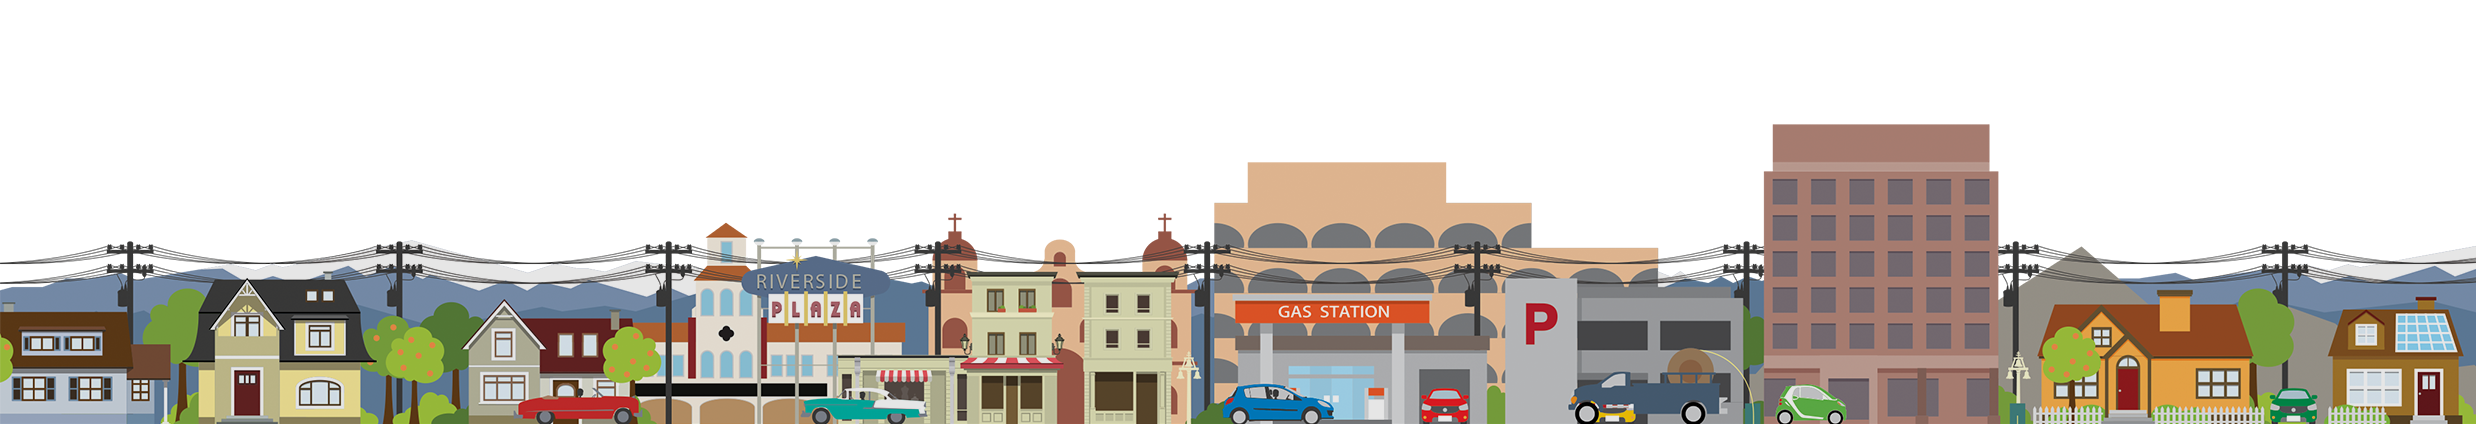 RIVERSIDE
PLAZA
GAS STATION
P